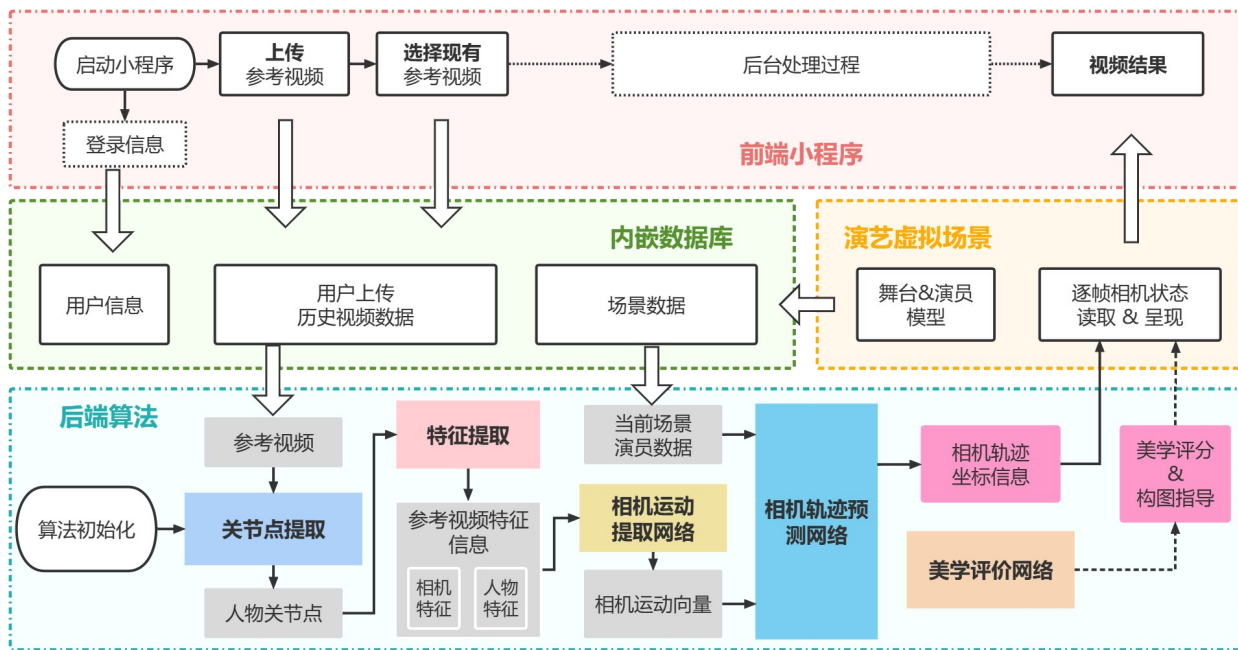 启动小程序
上传
参考视频
选择现有
参考视频
后台处理过程
视频结果
登录信息
前端小程序
内嵌数据库
用户信息
用户上传
历史视频数据
场景数据
演艺虚拟场景
舞台&演员
模型
逐帧相机状态
读取 & 呈现
后端算法
参考视频
算法初始化
关节点提取
人物关节点
特征提取
参考视频特征
信息
相机
特征
人物
特征
当前场景
演员数据
相机运动
提取网络
相机运动向量
相机轨迹预
测网络
相机轨迹
坐标信息
美学评价网络
美学评分
&
构图指导